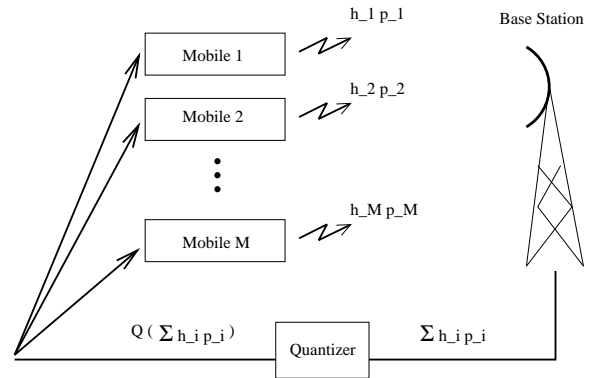 h_1 p_1
Base Station
Mobile 1
h_2 p_2
Mobile 2
h_M p_M
Mobile M
Q ( Σ h_i p_i )
Quantizer
Σ h_i p_i